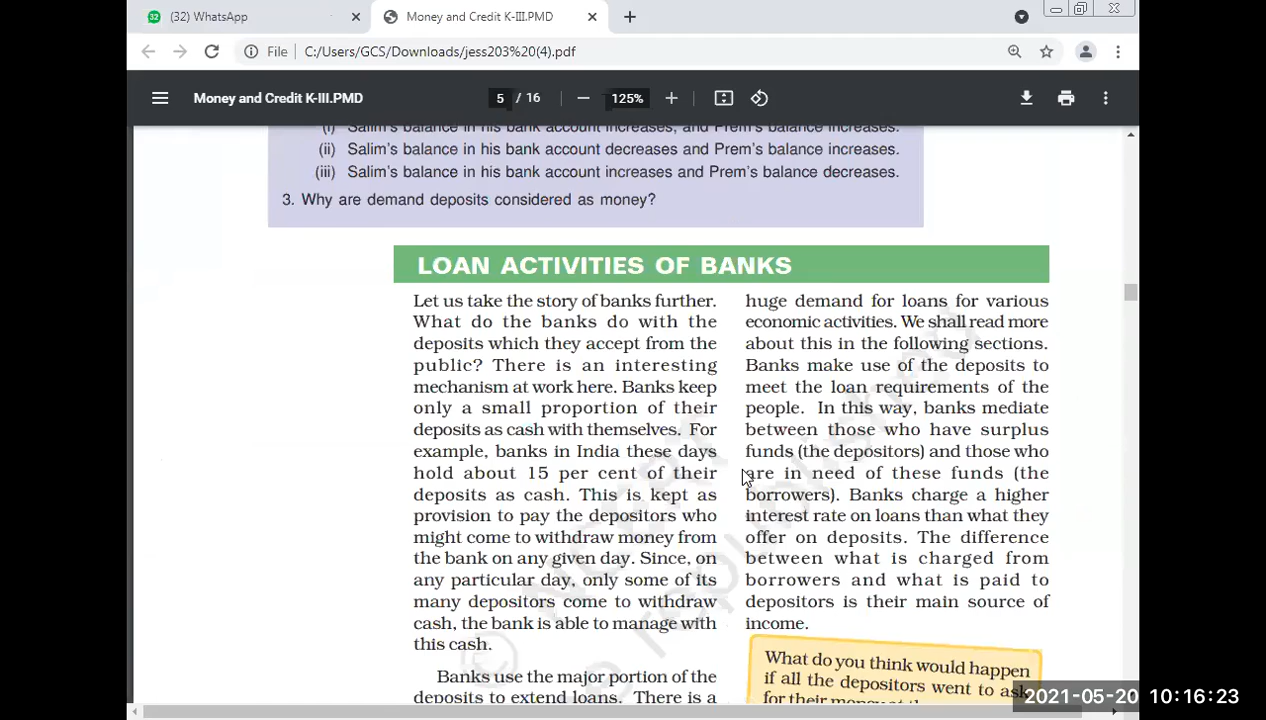 (32) WhatsApp
Money and Credit K-III.PMD
File C:/Users/GCS/Downloads/jess203%20(4).pdf
Money and Credit K-III.PMD
5 / 16
125%
(i) Salim's balance in his bank account increases, and Prem's balance increases.
(ii) Salim's balance in his bank account decreases and Prem's balance increases.
(iii) Salim's balance in his bank account increases and Prem's balance decreases.
3. Why are demand deposits considered as money?
LOAN ACTIVITIES OF BANKS
Let us take the story of banks further.
What do the banks do with the
deposits which they accept from the
public? There is an interesting
mechanism at work here. Banks keep
only a small proportion of their
deposits as cash with themselves. For
example, banks in India these days
hold about 15 per cent of their
deposits as cash. This is kept as
provision to pay the depositors who
might come to withdraw money from
the bank on any given day. Since, on
any particular day, only some of its
many depositors come to withdraw
cash, the bank is able to manage with
this cash.
Banks use the major portion of the
deposits to extend loans. There is a
huge demand for loans for various
economic activities. We shall read more
about this in the following sections.
Banks make use of the deposits to
meet the loan requirements of the
people. In this way, banks mediate
between those who have surplus
funds (the depositors) and those who
are in need of these funds (the
borrowers). Banks charge a higher
interest rate on loans than what they
offer on deposits. The difference
between what is charged from
borrowers and what is paid to
depositors is their main source of
income.
What do you think would happen
if all the depositors went to ask
for their money at
© NCERT
republished
2021-05-20 10:16:23